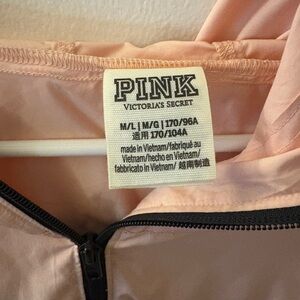 PINK
VICTORIA'S SECRET
M/L | M/G | 170/96A
適用 170/104A
made in Vietnam/fabriqué au
Vietnam/hecho en Vietnam/
fabbricato in Vietnam/ 越南制造